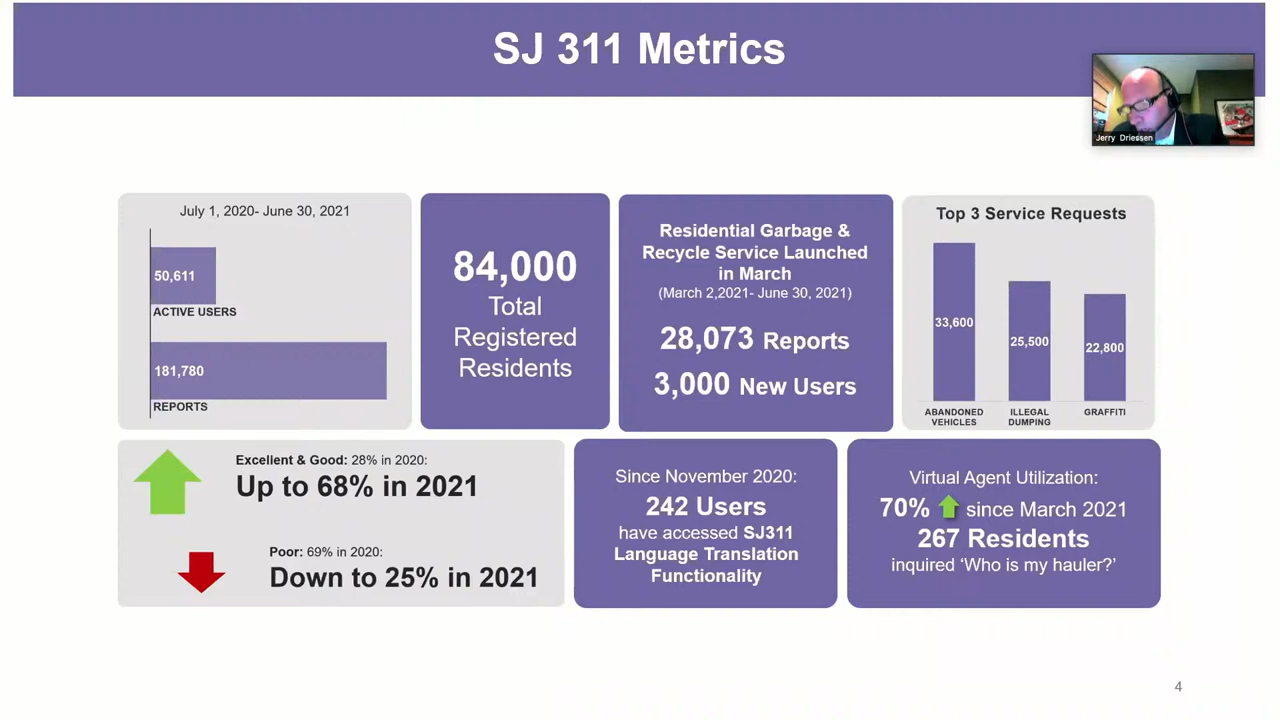 SJ 311 Metrics
Jerry Driessen
July 1, 2020- June 30, 2021
50,611
ACTIVE USERS
181,780
REPORTS
84,000
Total
Registered
Residents
Residential Garbage &
Recycle Service Launched
in March
(March 2,2021- June 30, 2021)
28,073 Reports
3,000 New Users
Top 3 Service Requests
33,600
25,500
22,800
ABANDONED
VEHICLES
ILLEGAL
DUMPING
GRAFFITI
Excellent & Good: 28% in 2020:
Up to 68% in 2021
Poor: 69% in 2020:
Down to 25% in 2021
Since November 2020:
242 Users
have accessed SJ311
Language Translation
Functionality
Virtual Agent Utilization:
70% since March 2021
267 Residents
inquired ‘Who is my hauler?’
4